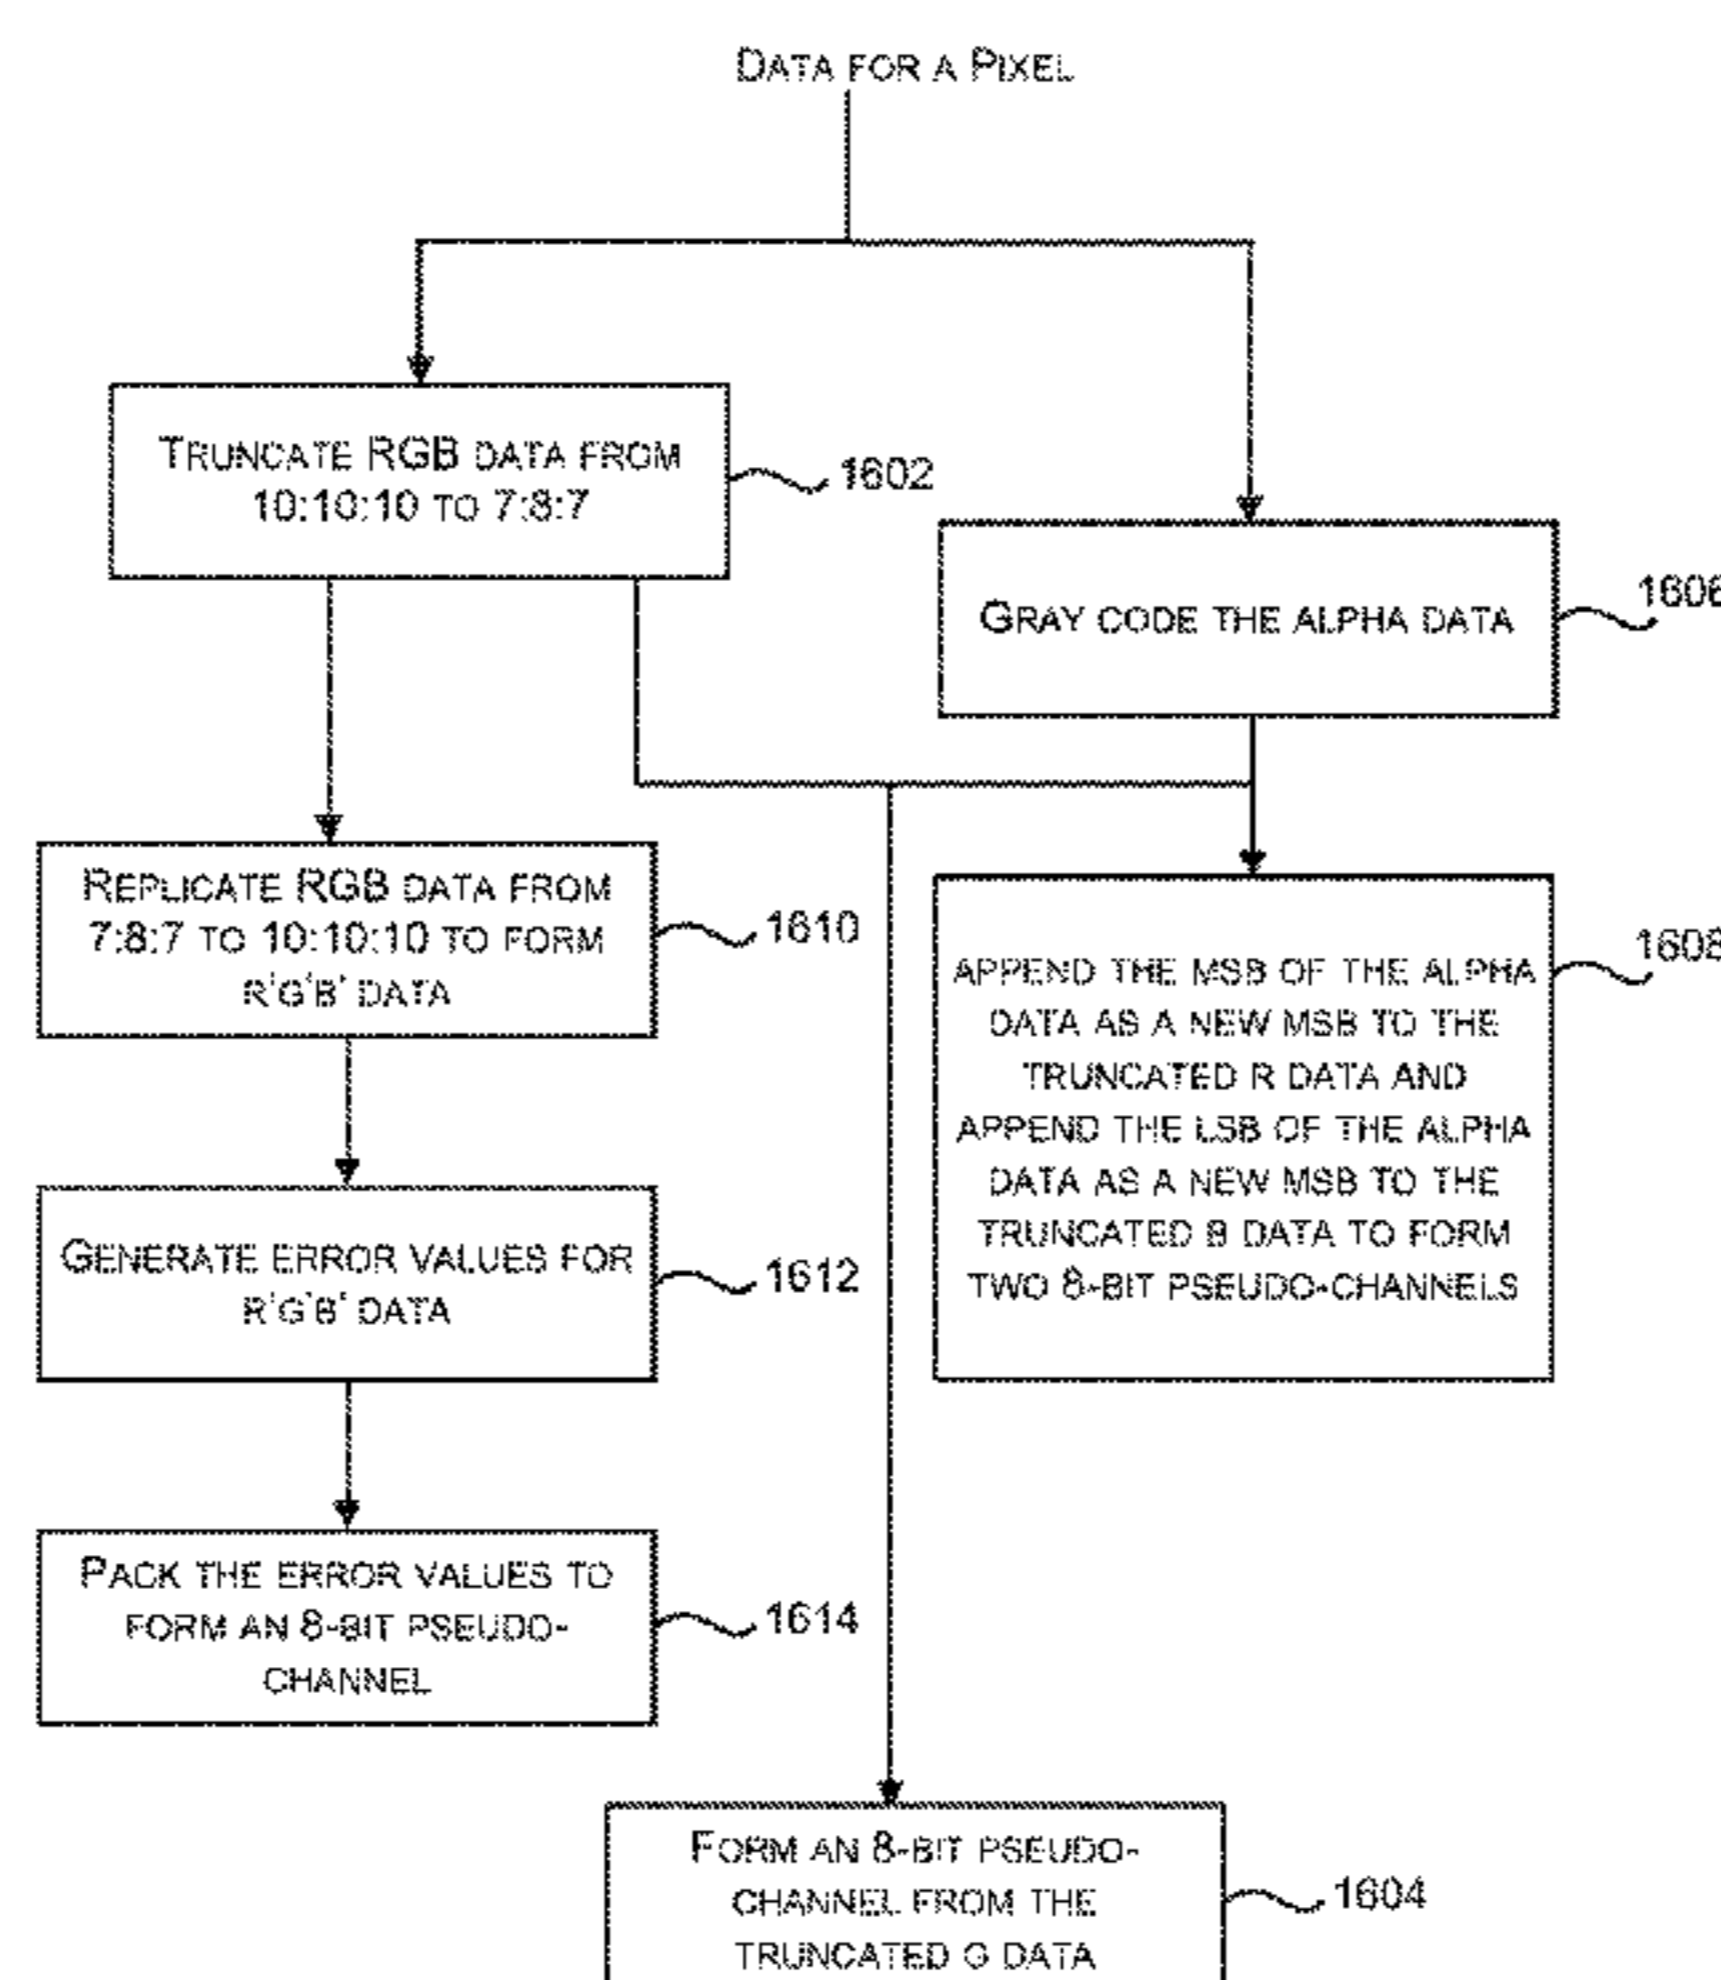 DATA FOR A PIXEL
TRUNCATE RGB DATA FROM
10:10:10 TO 7:8:7
1602
GRAY CODE THE ALPHA DATA
1606
REPLICATE RGB DATA FROM
7:8:7 TO 10:10:10 TO FORM
R'G'B' DATA
1610
APPEND THE MSB OF THE ALPHA
DATA AS A NEW MSB TO THE
TRUNCATED R DATA AND
APPEND THE LSB OF THE ALPHA
DATA AS A NEW MSB TO THE
TRUNCATED B DATA TO FORM
TWO 8-BIT PSEUDO-CHANNELS
1608
GENERATE ERROR VALUES FOR
R'G'B' DATA
1612
PACK THE ERROR VALUES TO
FORM AN 8-BIT PSEUDO-
CHANNEL
1614
FORM AN 8-BIT PSEUDO-
CHANNEL FROM THE
TRUNCATED G DATA
1604